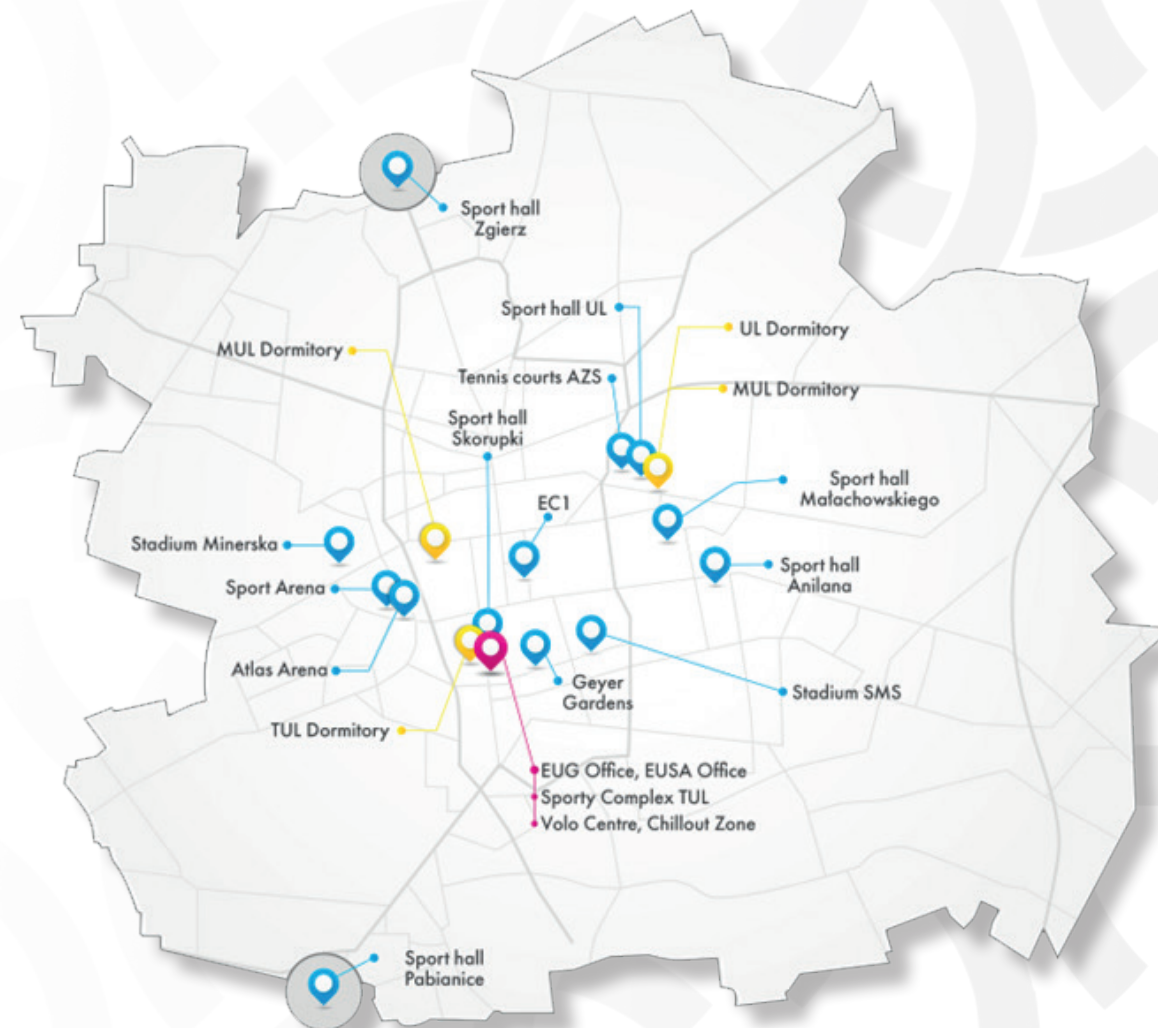 Sport hall
Zgierz
Sport hall UL
UL Dormitory
MUL Dormitory
Tennis courts AZS
MUL Dormitory
Sport hall
Skorupki
Sport hall
Małachowskiego
EC1
Stadium Minerska
Sport hall
Anilana
Sport Arena
Atlas Arena
Geyer
Gardens
Stadium SMS
TUL Dormitory
EUG Office, EUSA Office
Sporty Complex TUL
Volo Centre, Chillout Zone
Sport hall
Pabianice